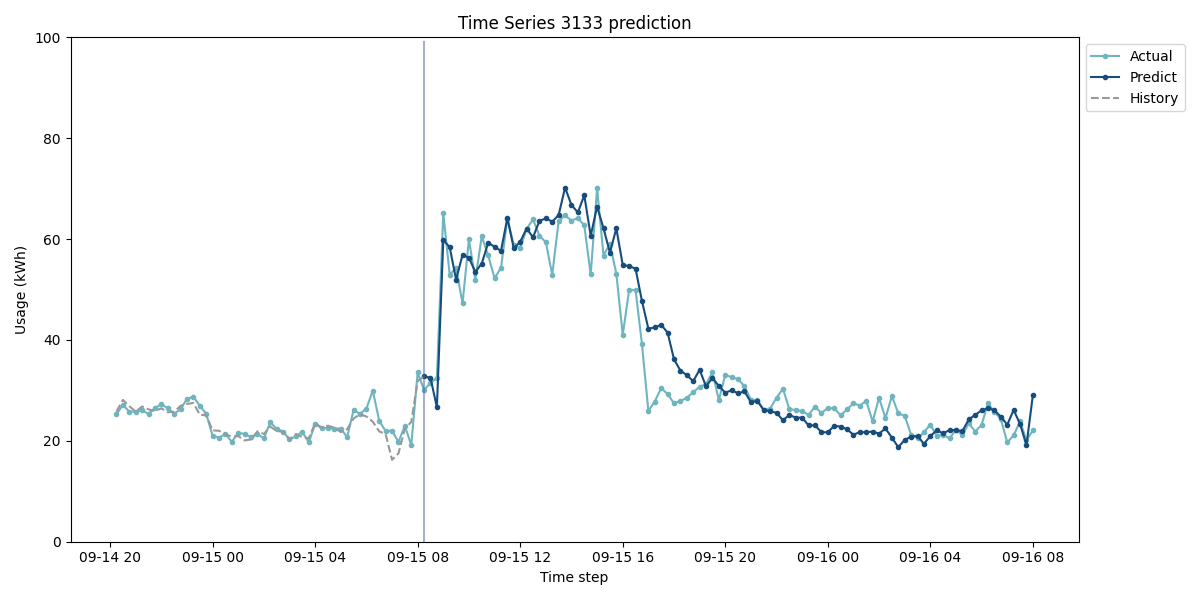 Time Series 3133 prediction
100
80
60
40
20
0
Usage (kWh)
09-14 20
09-15 00
09-15 04
09-15 08
09-15 12
09-15 16
09-15 20
09-16 00
09-16 04
09-16 08
Time step
Actual
Predict
History